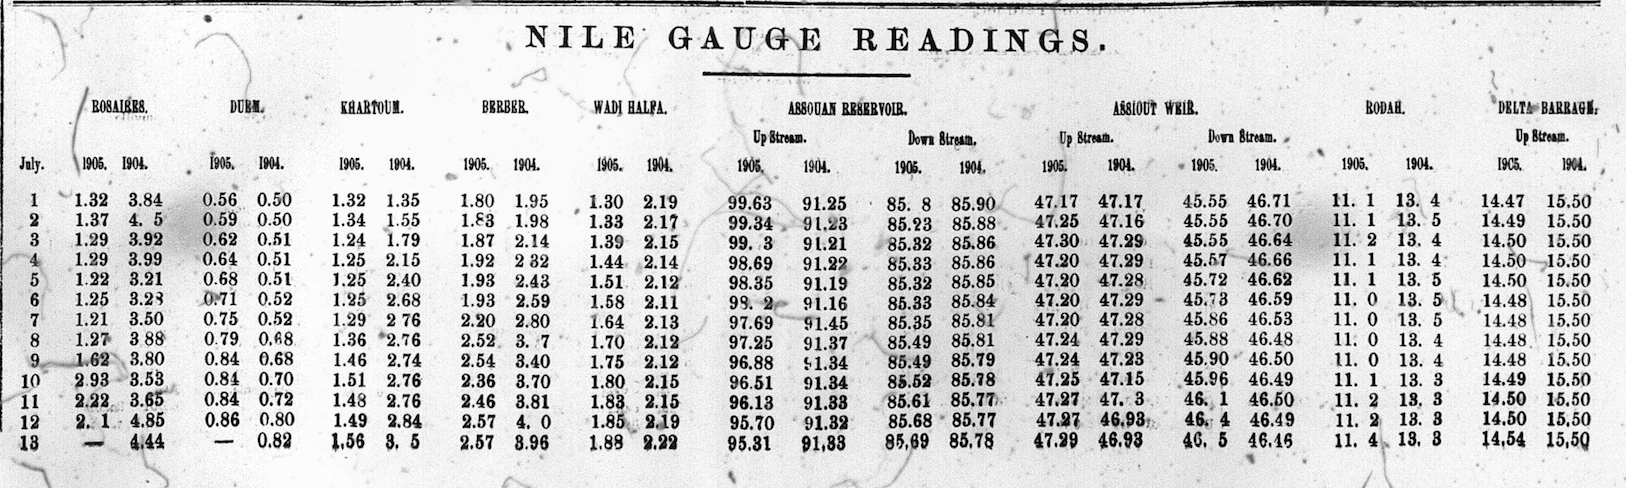 NILE GAUGE READINGS.
ROSAIRES. DUEM. KHARTOUM. BERBER. WADI HALFA. ASSOUAN RESERVOIR. ASSIOUT WEIR. RODAH. DELTA BARRAGE.
Up Stream. Down Stream. Up Stream. Down Stream. Up Stream.
July. 1905. 1904. 1905. 1904. 1905. 1904. 1905. 1904. 1905. 1904. 1905. 1904. 1905. 1904. 1905. 1904. 1905. 1904. 1905. 1904. 1905. 1904.
1 1.32 3.84 0.56 0.50 1.32 1.35 1.80 1.95 1.30 2.19 99.63 91.25 85. 8 85.90 47.17 47.17 45.55 46.71 11. 1 13. 4 14.47 15.50
2 1.37 4. 5 0.59 0.50 1.34 1.55 1.83 1.98 1.33 2.17 99.34 91.23 85.23 85.88 47.25 47.16 45.55 46.70 11. 1 13. 5 14.49 15.50
3 1.29 3.92 0.62 0.51 1.24 1.79 1.87 2.14 1.39 2.15 99. 3 91.21 85.32 85.86 47.30 47.29 45.55 46.64 11. 2 13. 4 14.50 15.50
4 1.29 3.99 0.64 0.51 1.25 2.15 1.92 2 32 1.44 2.14 98.69 91.22 85.33 85.86 47.20 47.29 45.57 46.66 11. 1 13. 4 14.50 15.50
5 1.22 3.21 0.68 0.51 1.25 2.40 1.93 2.43 1.51 2.12 98.35 91.19 85.32 85.85 47.20 47.28 45.72 46.62 11. 1 13. 5 14.50 15.50
6 1.25 3.28 0.71 0.52 1.25 2.68 1.93 2.59 1.58 2.11 98. 2 91.16 85.33 85.84 47.20 47.29 45.73 46.59 11. 0 13. 5 14.48 15.50
7 1.21 3.50 0.75 0.52 1.29 2 76 2.20 2.80 1.64 2.13 97.69 91.45 85.35 85.81 47.20 47.28 45.86 46.53 11. 0 13. 5 14.48 15.50
8 1.27 3 88 0.79 0.68 1.36 2.76 2.52 3. 7 1.70 2.12 97.25 91.37 85.49 85.81 47.24 47.29 45.88 46.48 11. 0 13. 4 14.48 15.50
9 1.62 3.80 0.84 0.68 1.46 2.74 2.54 3.40 1.75 2.12 96.88 91.34 85.49 85.79 47.24 47.23 45.90 46.50 11. 0 13. 4 14.48 15.50
10 2.93 3.53 0.84 0.70 1.51 2.76 2.36 3.70 1.80 2.15 96.51 91.34 85.52 85.78 47.25 47.15 45.96 46.49 11. 1 13. 3 14.49 15.50
11 2.22 3.65 0.84 0.72 1.48 2.76 2.46 3.81 1.83 2.15 96.13 91.33 85.61 85.77 47.27 47. 3 46. 1 46.50 11. 2 13. 3 14.50 15.50
12 2. 1 4.85 0.86 0.80 1.49 2.84 2.57 4. 0 1.85 2.19 95.70 91.32 85.68 85.77 47.27 46.93 46. 4 46.49 11. 2 13. 3 14.50 15.50
13 — 4.44 — 0.82 1.56 3. 5 2.57 3.96 1.88 2.22 95.31 91.33 85.69 85.78 47.29 46.93 46. 5 46.46 11. 4 13. 3 14.54 15.50